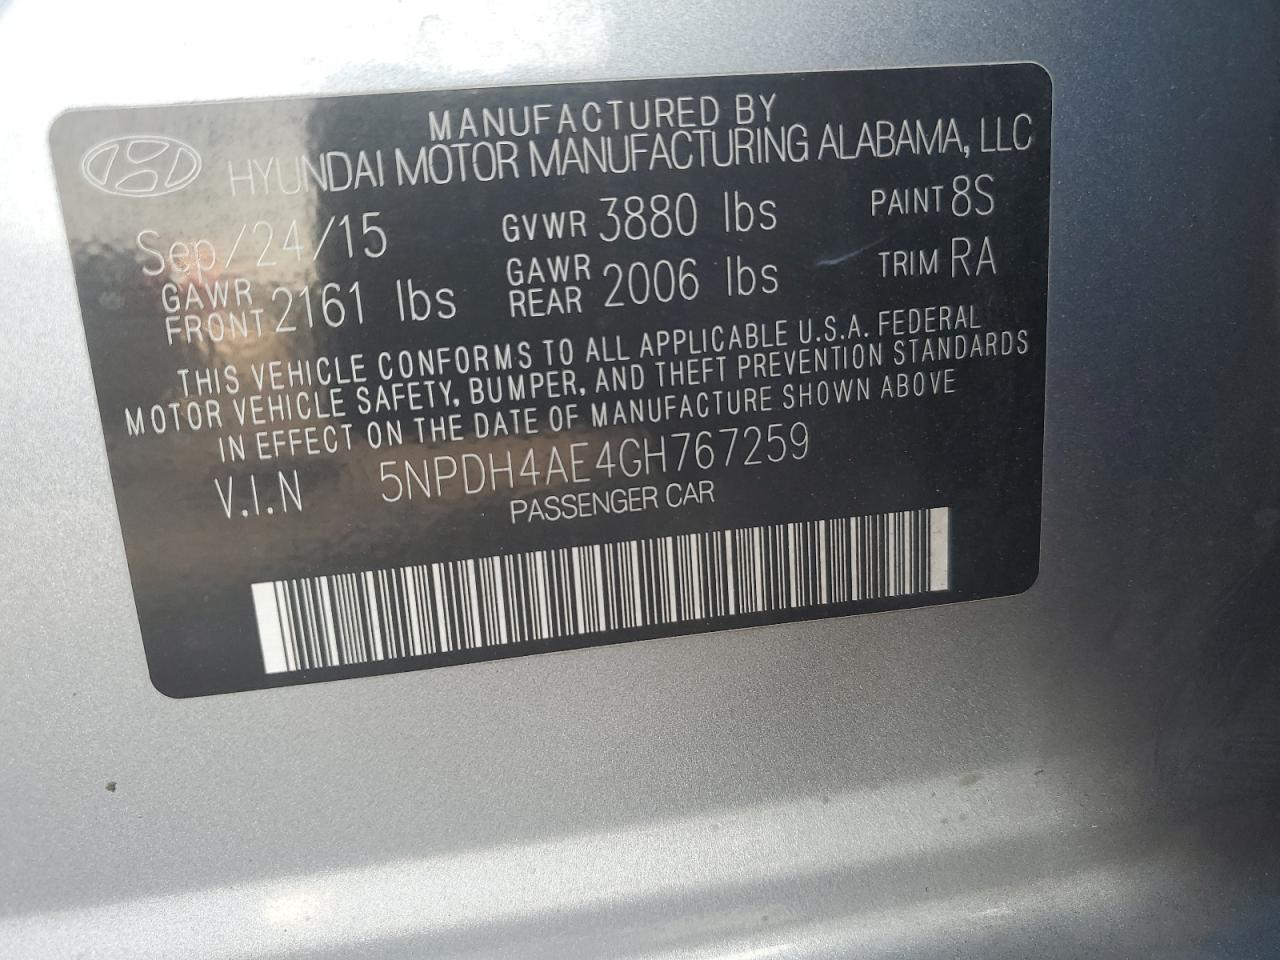 MANUFACTURED BY
HYUNDAI MOTOR MANUFACTURING ALABAMA, LLC
Sep/24/15 GVWR 3880 lbs PAINT 8S
GAWR FRONT 2161 lbs GAWR REAR 2006 lbs TRIM RA
THIS VEHICLE CONFORMS TO ALL APPLICABLE U.S.A. FEDERAL
MOTOR VEHICLE SAFETY, BUMPER, AND THEFT PREVENTION STANDARDS
IN EFFECT ON THE DATE OF MANUFACTURE SHOWN ABOVE
V.I.N 5NPDH4AE4GH767259
PASSENGER CAR